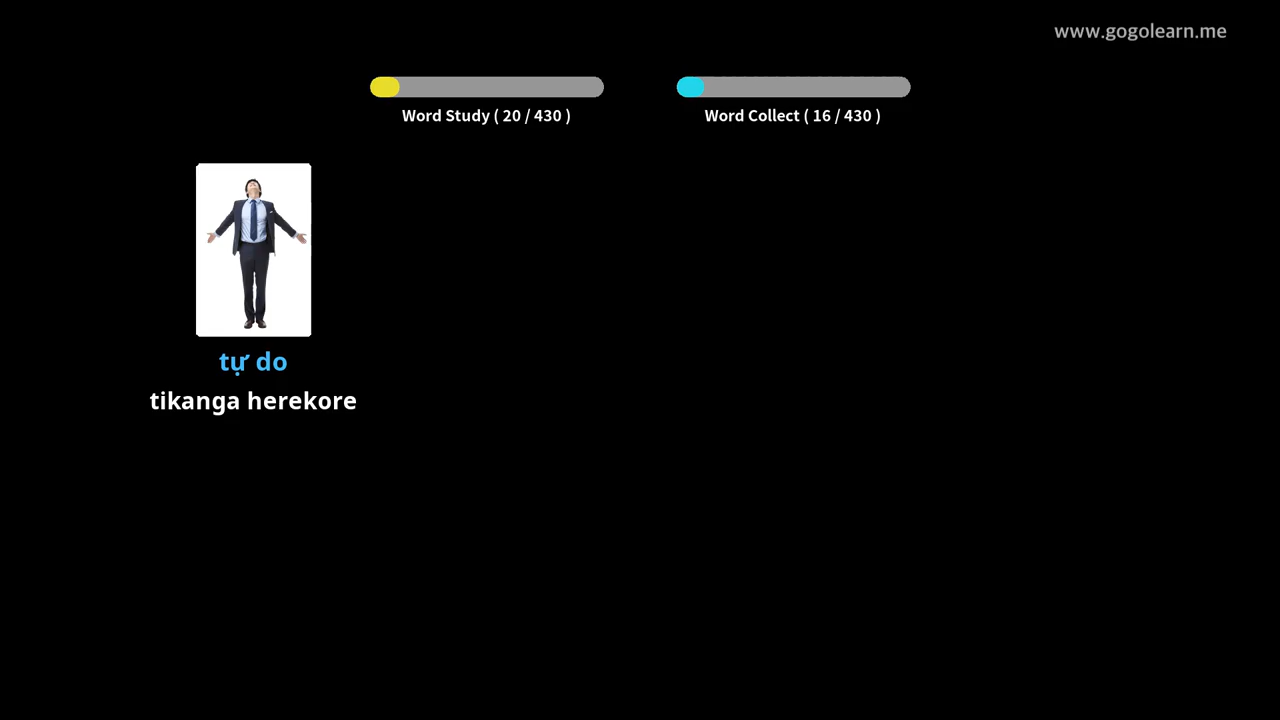 www.gogolearn.me
Word Study ( 20 / 430 )
Word Collect ( 16 / 430 )
tự do
tikanga herekore